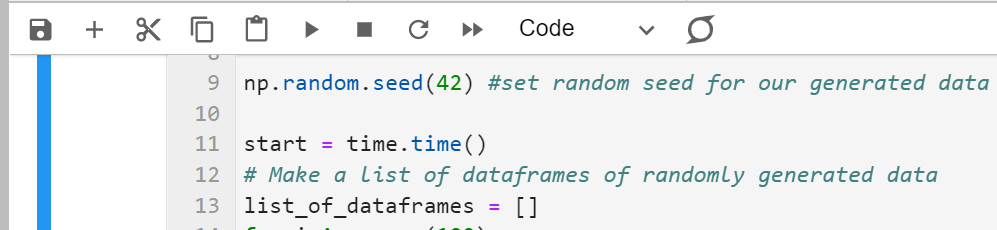 Code
9 np.random.seed(42) #set random seed for our generated data
10
11 start = time.time()
12 # Make a list of dataframes of randomly generated data
13 list_of_dataframes = []